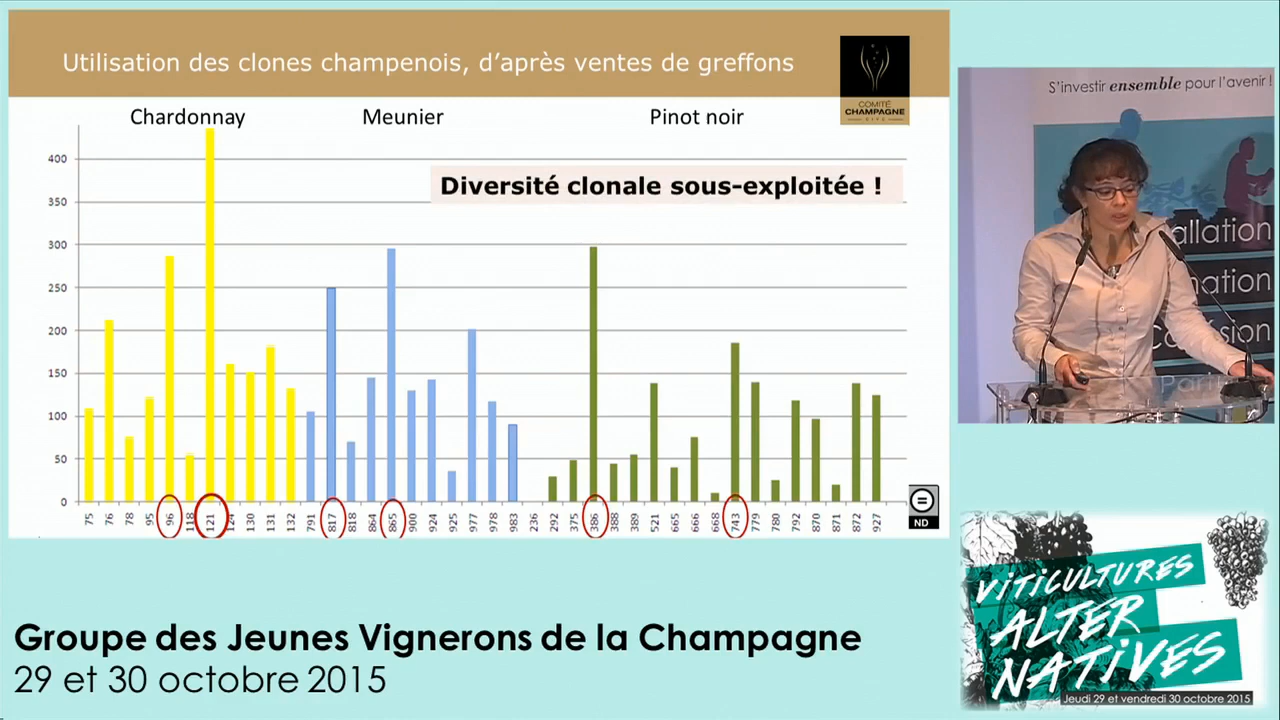 Utilisation des clones champenois, d'après ventes de greffons
COMITÉ
CHAMPAGNE
Chardonnay Meunier Pinot noir
Diversité clonale sous-exploitée !
400
350
300
250
200
150
100
50
0
75 76 78 95 96 118 121 124 130 131 132 791 817 818 864 865 900 924 925 977 978 983 236 292 375 386 388 389 521 665 666 668 743 779 780 792 870 871 872 927
=
ND
S'investir ensemble pour l'avenir !
allation
mation
sion
Groupe des Jeunes Vignerons de la Champagne
29 et 30 octobre 2015
VITICULTURES
ALTER
NATIVES
Jeudi 29 et vendredi 30 octobre 2015